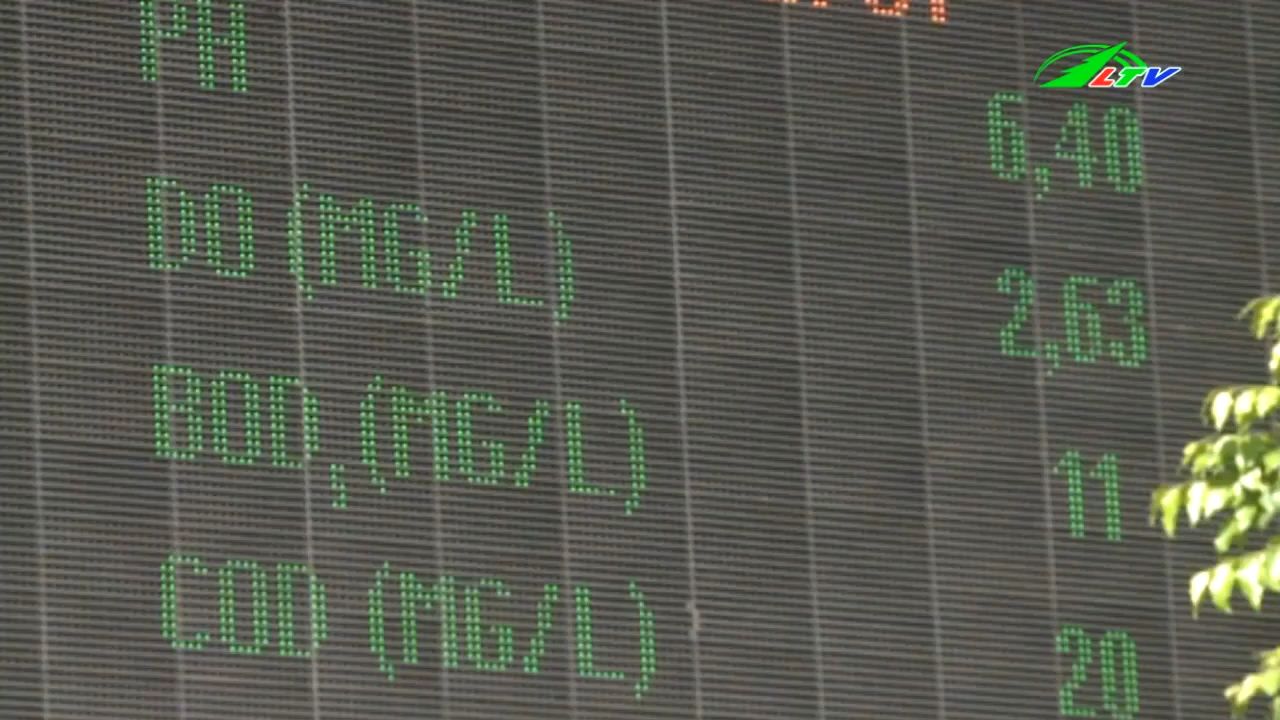 LTV
PH 6,40
DO (MG/L) 2,63
BOD₅(MG/L) 11
COD (MG/L) 20